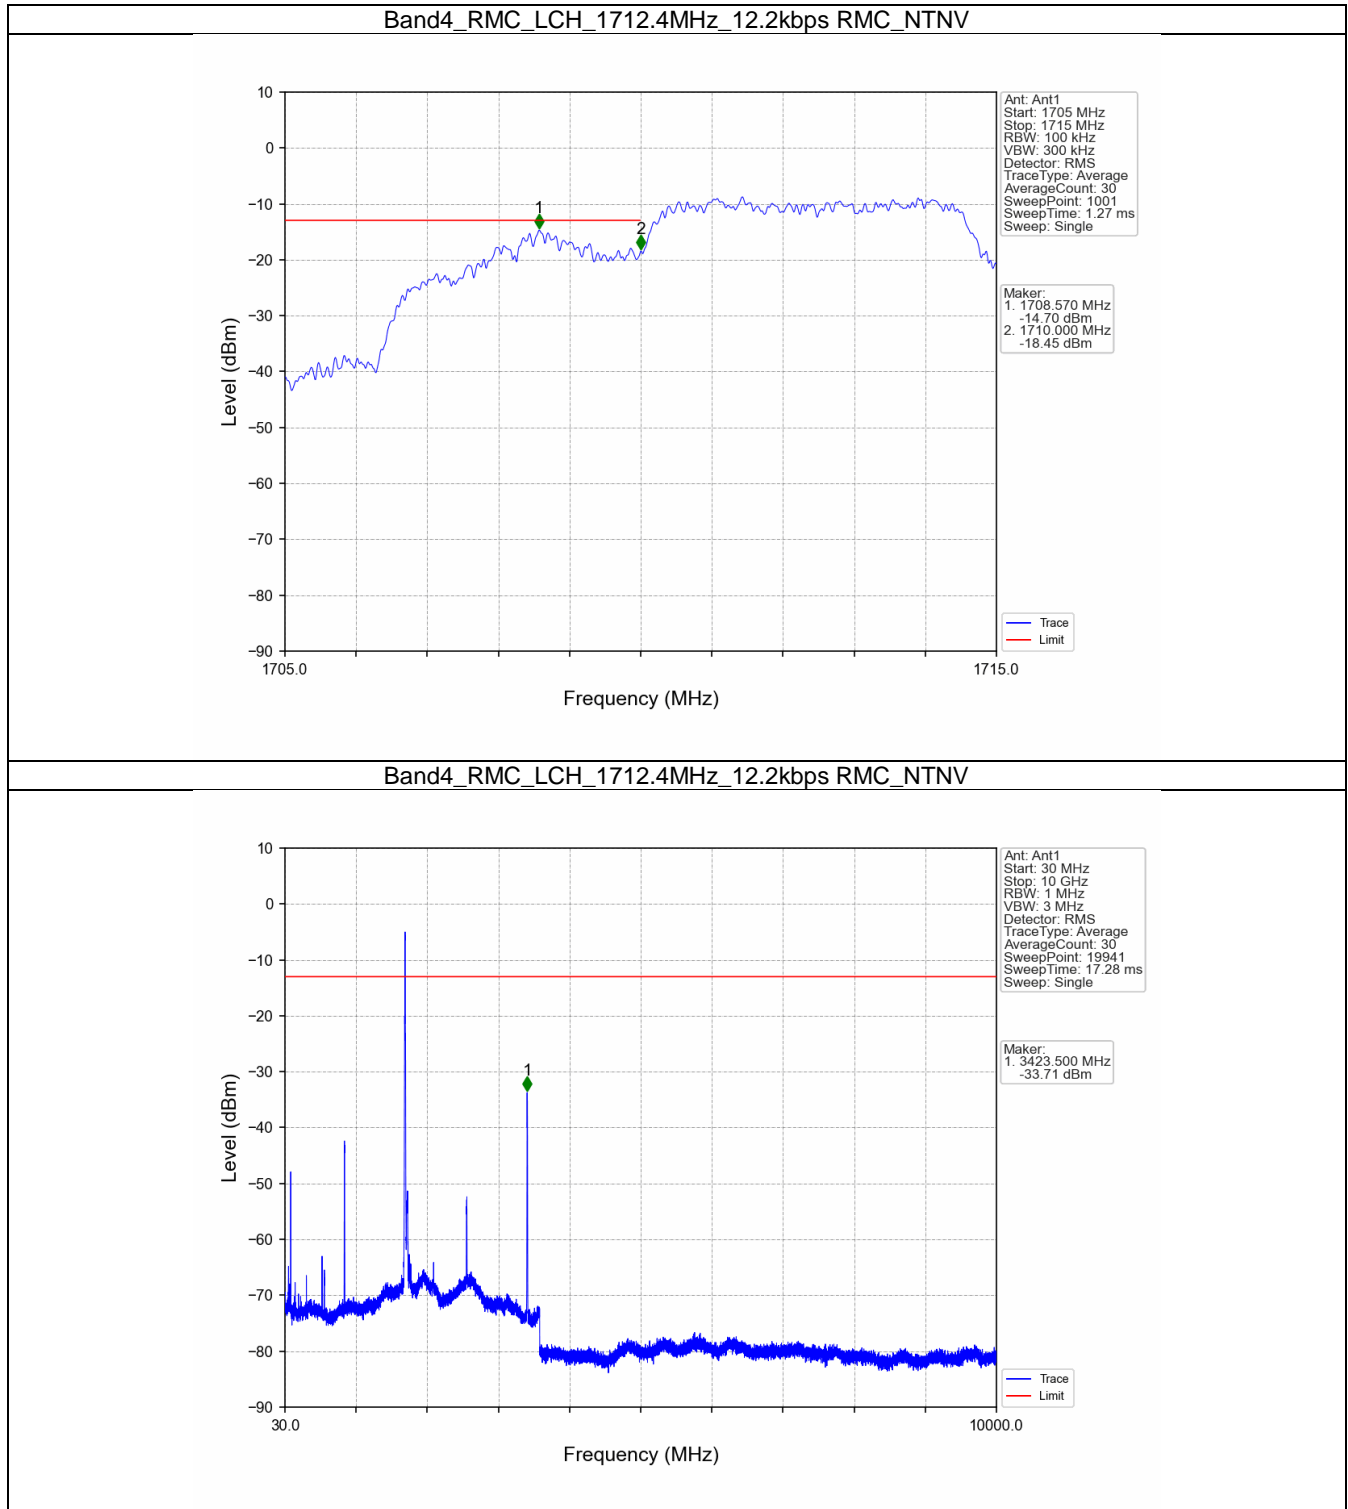 Band4_RMC_LCH_1712.4MHz_12.2kbps RMC_NTNV
10
0
−10
−20
−30
−40
−50
−60
−70
−80
−90
Level (dBm)
1705.0
1715.0
Frequency (MHz)
1
2
Ant: Ant1
Start: 1705 MHz
Stop: 1715 MHz
RBW: 100 kHz
VBW: 300 kHz
Detector: RMS
TraceType: Average
AverageCount: 30
SweepPoint: 1001
SweepTime: 1.27 ms
Sweep: Single
Maker:
1. 1708.570 MHz
-14.70 dBm
2. 1710.000 MHz
-18.45 dBm
Trace
Limit
Band4_RMC_LCH_1712.4MHz_12.2kbps RMC_NTNV
10
0
−10
−20
−30
−40
−50
−60
−70
−80
−90
Level (dBm)
30.0
10000.0
Frequency (MHz)
1
Ant: Ant1
Start: 30 MHz
Stop: 10 GHz
RBW: 1 MHz
VBW: 3 MHz
Detector: RMS
TraceType: Average
AverageCount: 30
SweepPoint: 19941
SweepTime: 17.28 ms
Sweep: Single
Maker:
1. 3423.500 MHz
-33.71 dBm
Trace
Limit